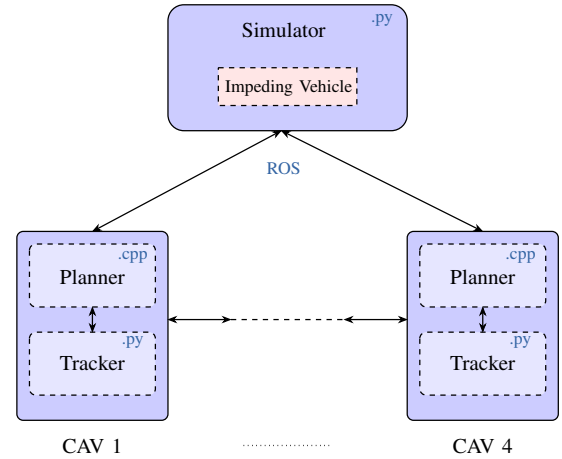 .py
Simulator
Impeding Vehicle
ROS
.cpp
Planner
.py
Tracker
CAV 1
.cpp
Planner
.py
Tracker
CAV 4